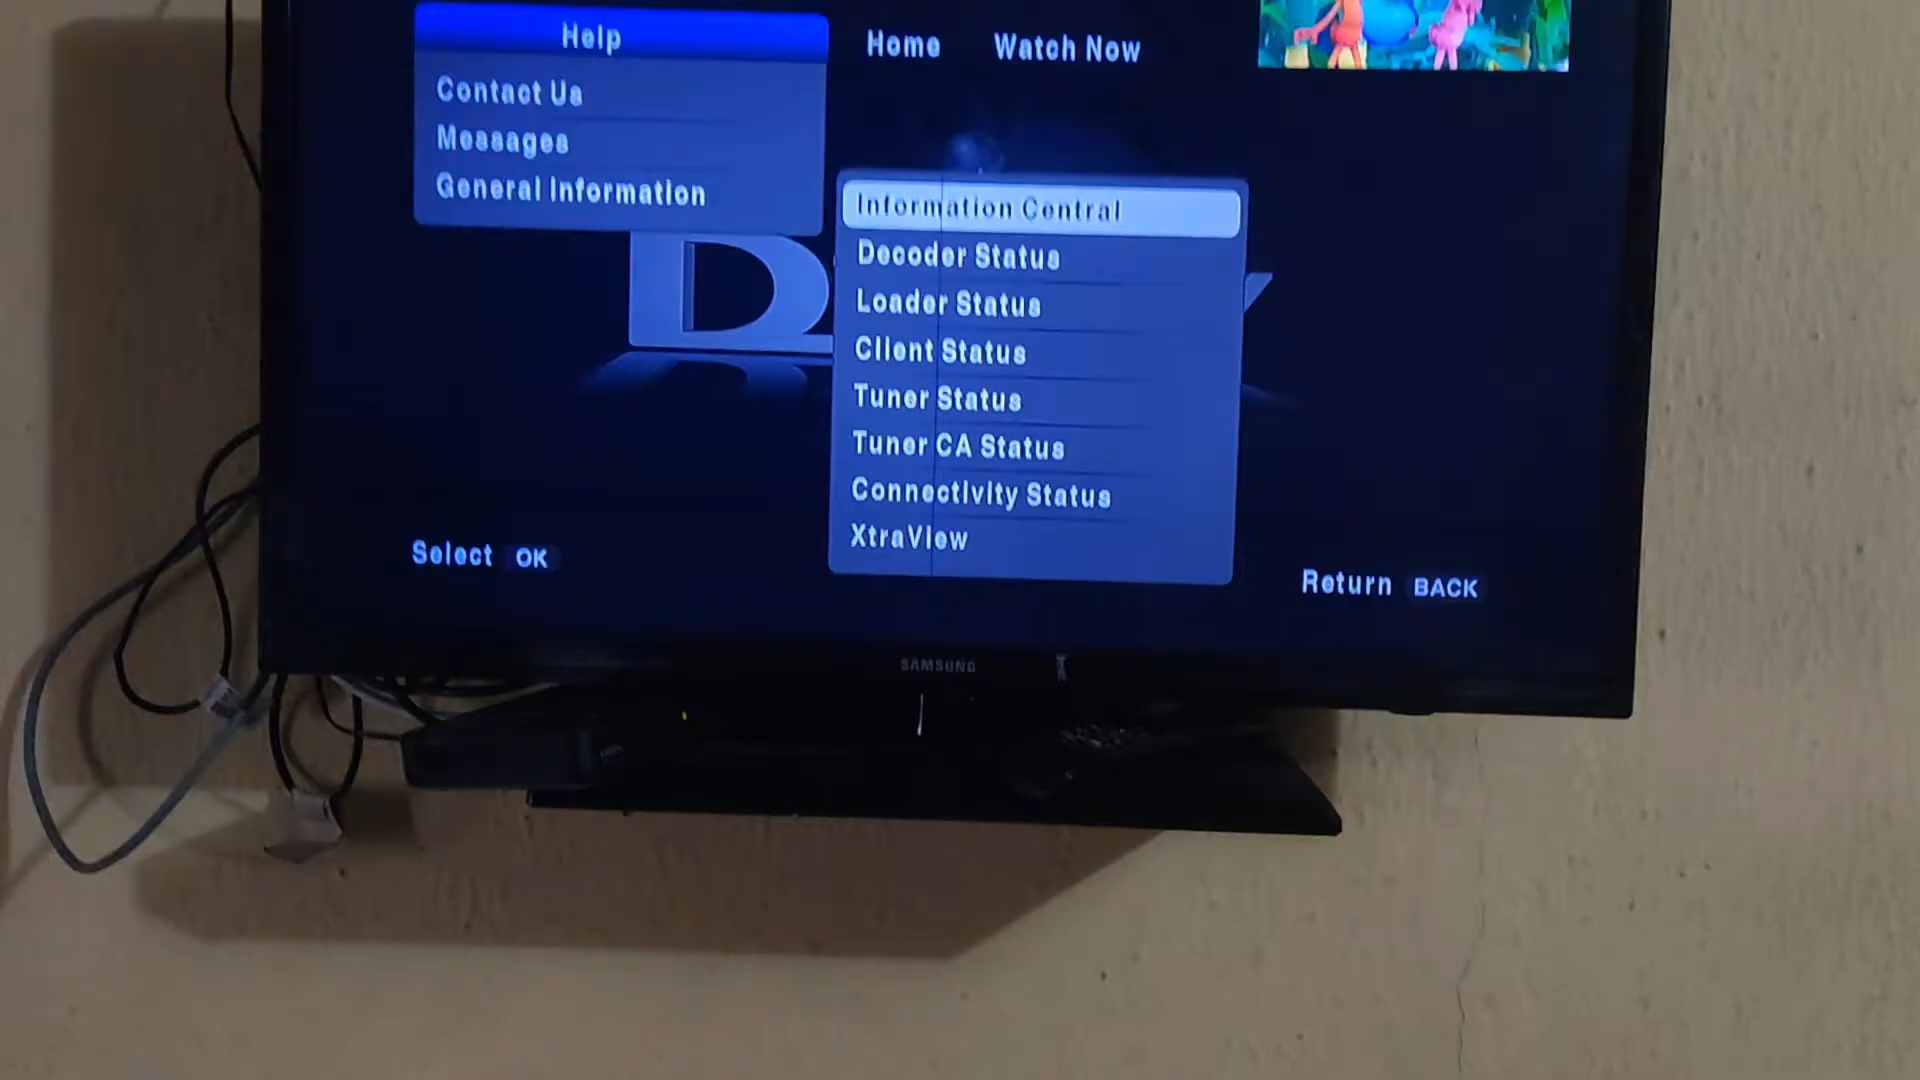 Help
Home
Watch Now
Contact Us
Messages
General Information
Information Central
Decoder Status
Loader Status
Client Status
Tuner Status
Tuner CA Status
Connectivity Status
XtraView
Select OK
Return BACK
SAMSUNG